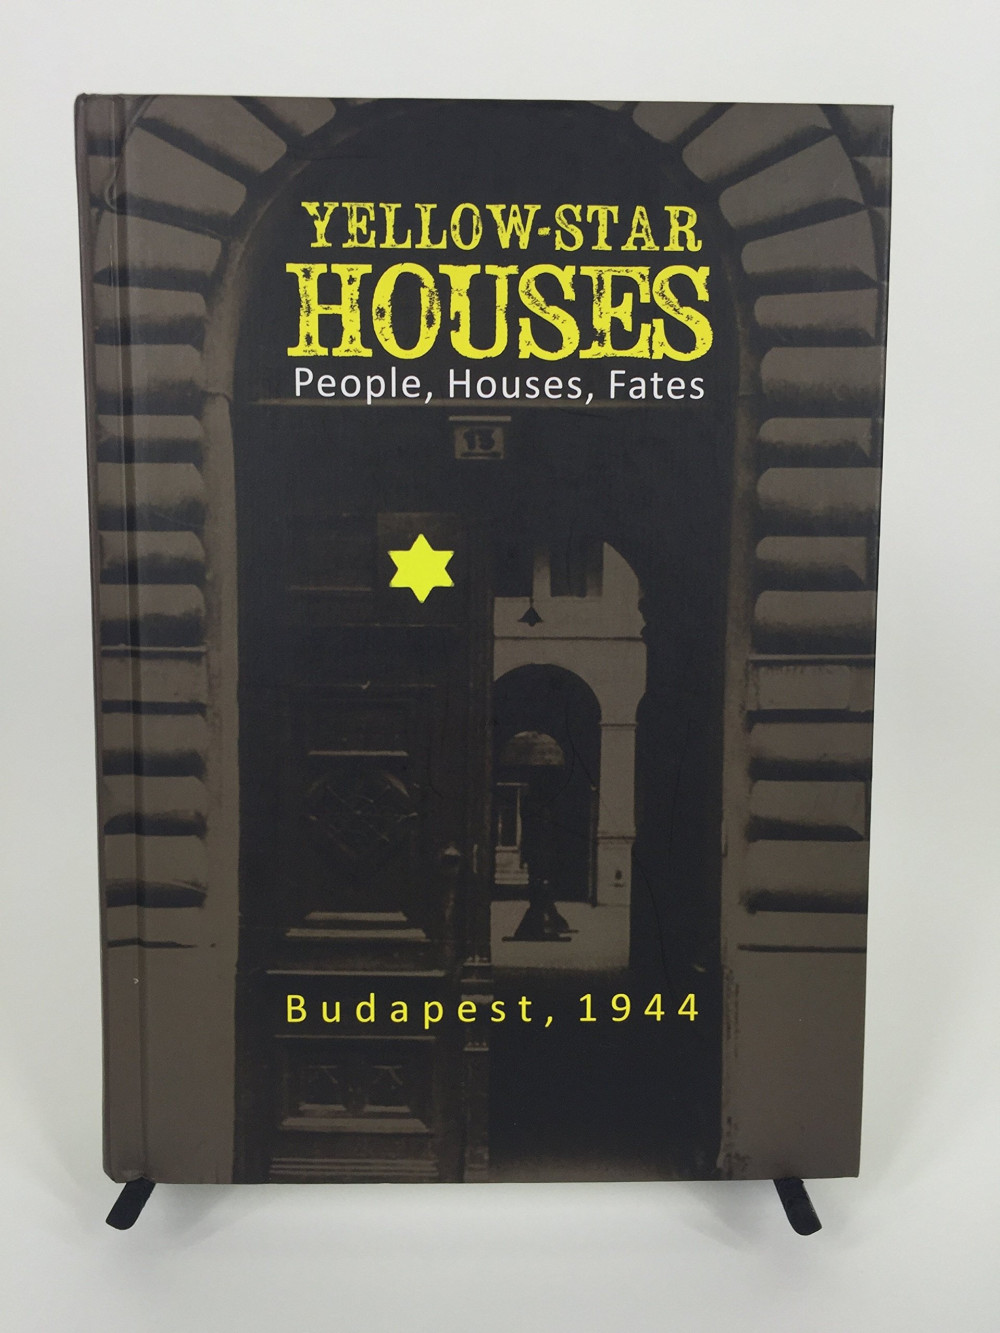 YELLOW-STAR
HOUSES
People, Houses, Fates
13
Budapest, 1944